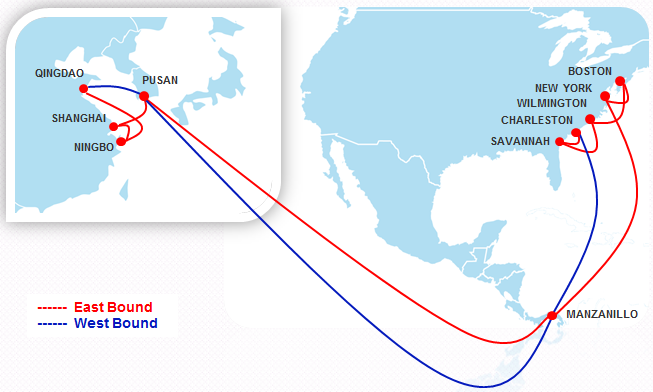 QINGDAO
PUSAN
SHANGHAI
NINGBO
BOSTON
NEW YORK
WILMINGTON
CHARLESTON
SAVANNAH
MANZANILLO
------ East Bound
------ West Bound